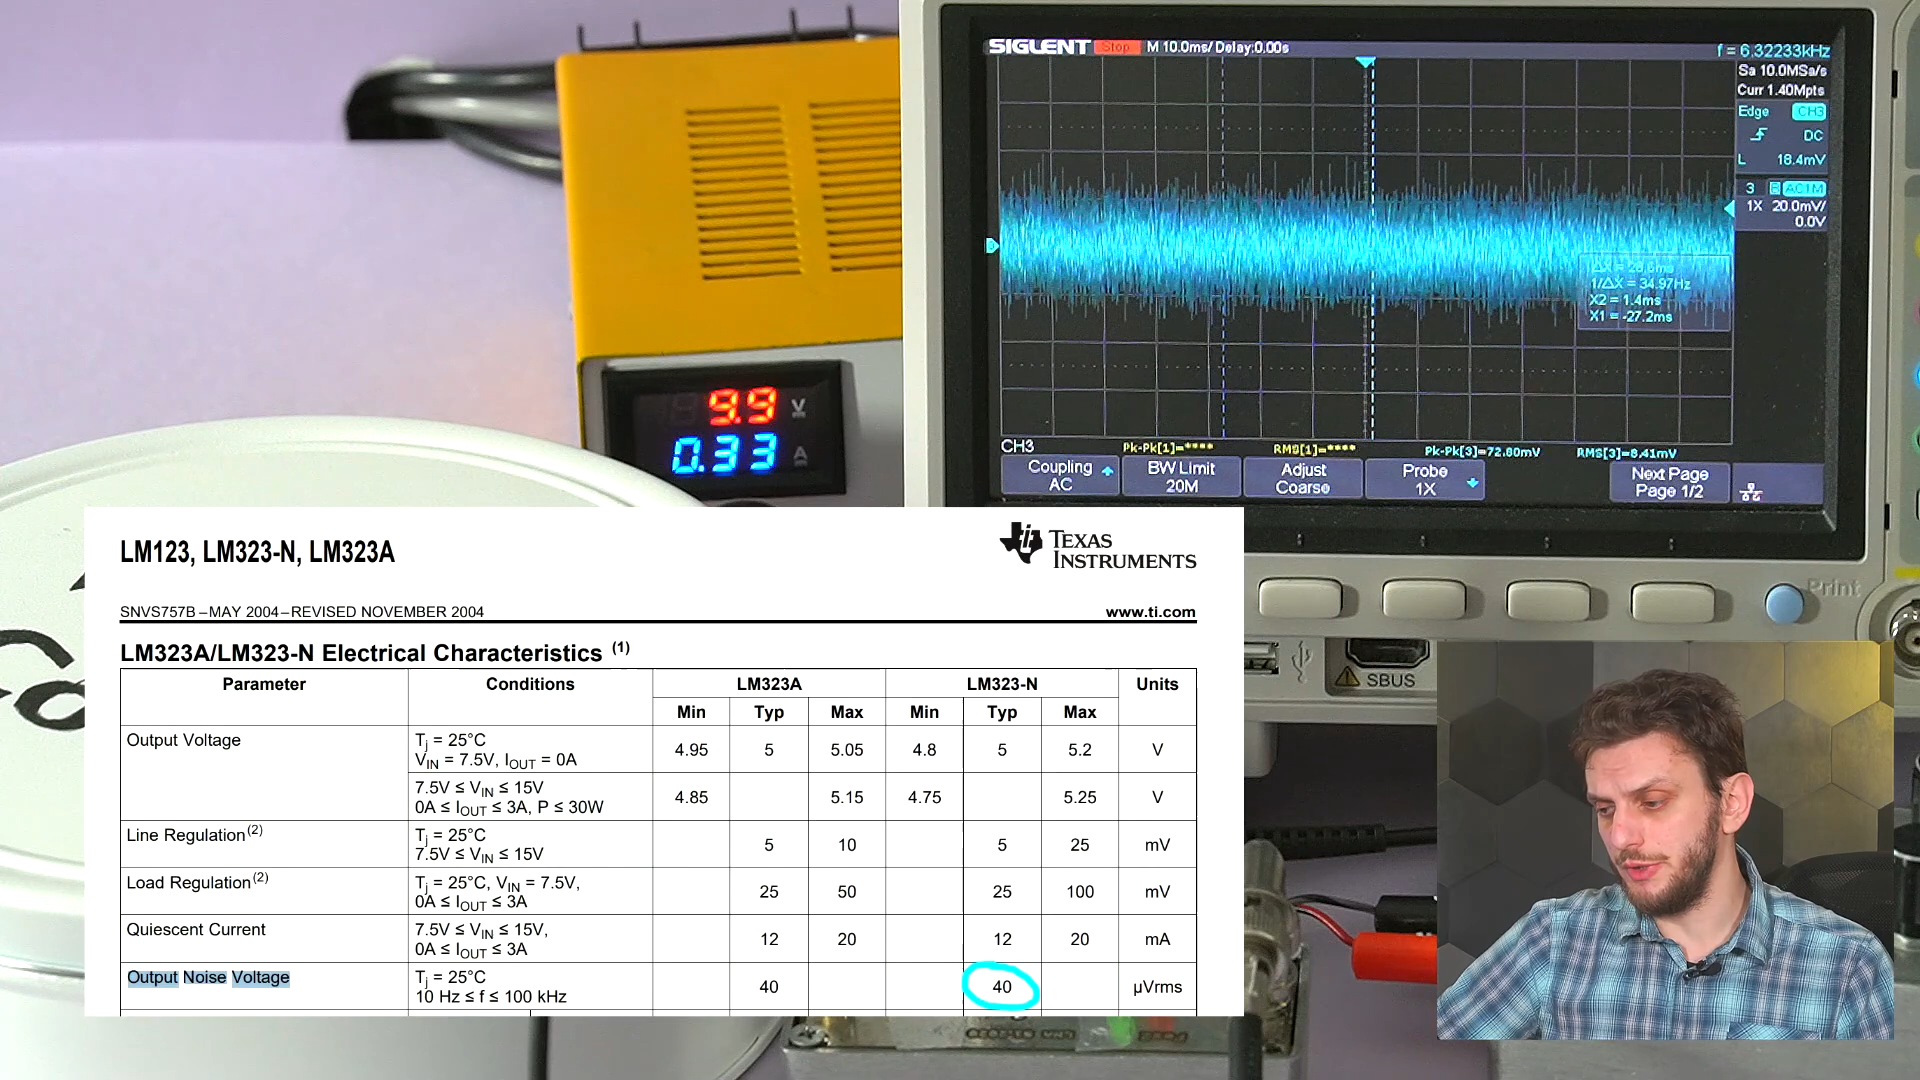 SIGLENT Stop M 10.0ms/ Delay:0.00s
f = 6.32233kHz
Sa 10.0MSa/s
Curr 1.40Mpts
Edge CH3
DC
L 18.4mV
3 B AC1M
1X 20.0mV/
0.0V
1/ΔX = 34.97Hz
X2 = 1.4ms
X1 = -27.2ms
CH3 Pk-Pk[1]=**** RMS[1]=**** Pk-Pk[3]=72.80mV RMS[3]=8.41mV
Coupling
AC
BW Limit
20M
Adjust
Coarse
Probe
1X
Next Page
Page 1/2
Print
SBUS
9.9 V
0.33 A
LM123, LM323-N, LM323A
TEXAS
INSTRUMENTS
SNVS757B – MAY 2004 – REVISED NOVEMBER 2004
www.ti.com
LM323A/LM323-N Electrical Characteristics (1)
Parameter Conditions LM323A LM323-N Units
Min Typ Max Min Typ Max
Output Voltage Tj = 25°C
VIN = 7.5V, IOUT = 0A 4.95 5 5.05 4.8 5 5.2 V
7.5V ≤ VIN ≤ 15V
0A ≤ IOUT ≤ 3A, P ≤ 30W 4.85 5.15 4.75 5.25 V
Line Regulation(2) Tj = 25°C
7.5V ≤ VIN ≤ 15V 5 10 5 25 mV
Load Regulation(2) Tj = 25°C, VIN = 7.5V,
0A ≤ IOUT ≤ 3A 25 50 25 100 mV
Quiescent Current 7.5V ≤ VIN ≤ 15V,
0A ≤ IOUT ≤ 3A 12 20 12 20 mA
Output Noise Voltage Tj = 25°C
10 Hz ≤ f ≤ 100 kHz 40 40 µVrms